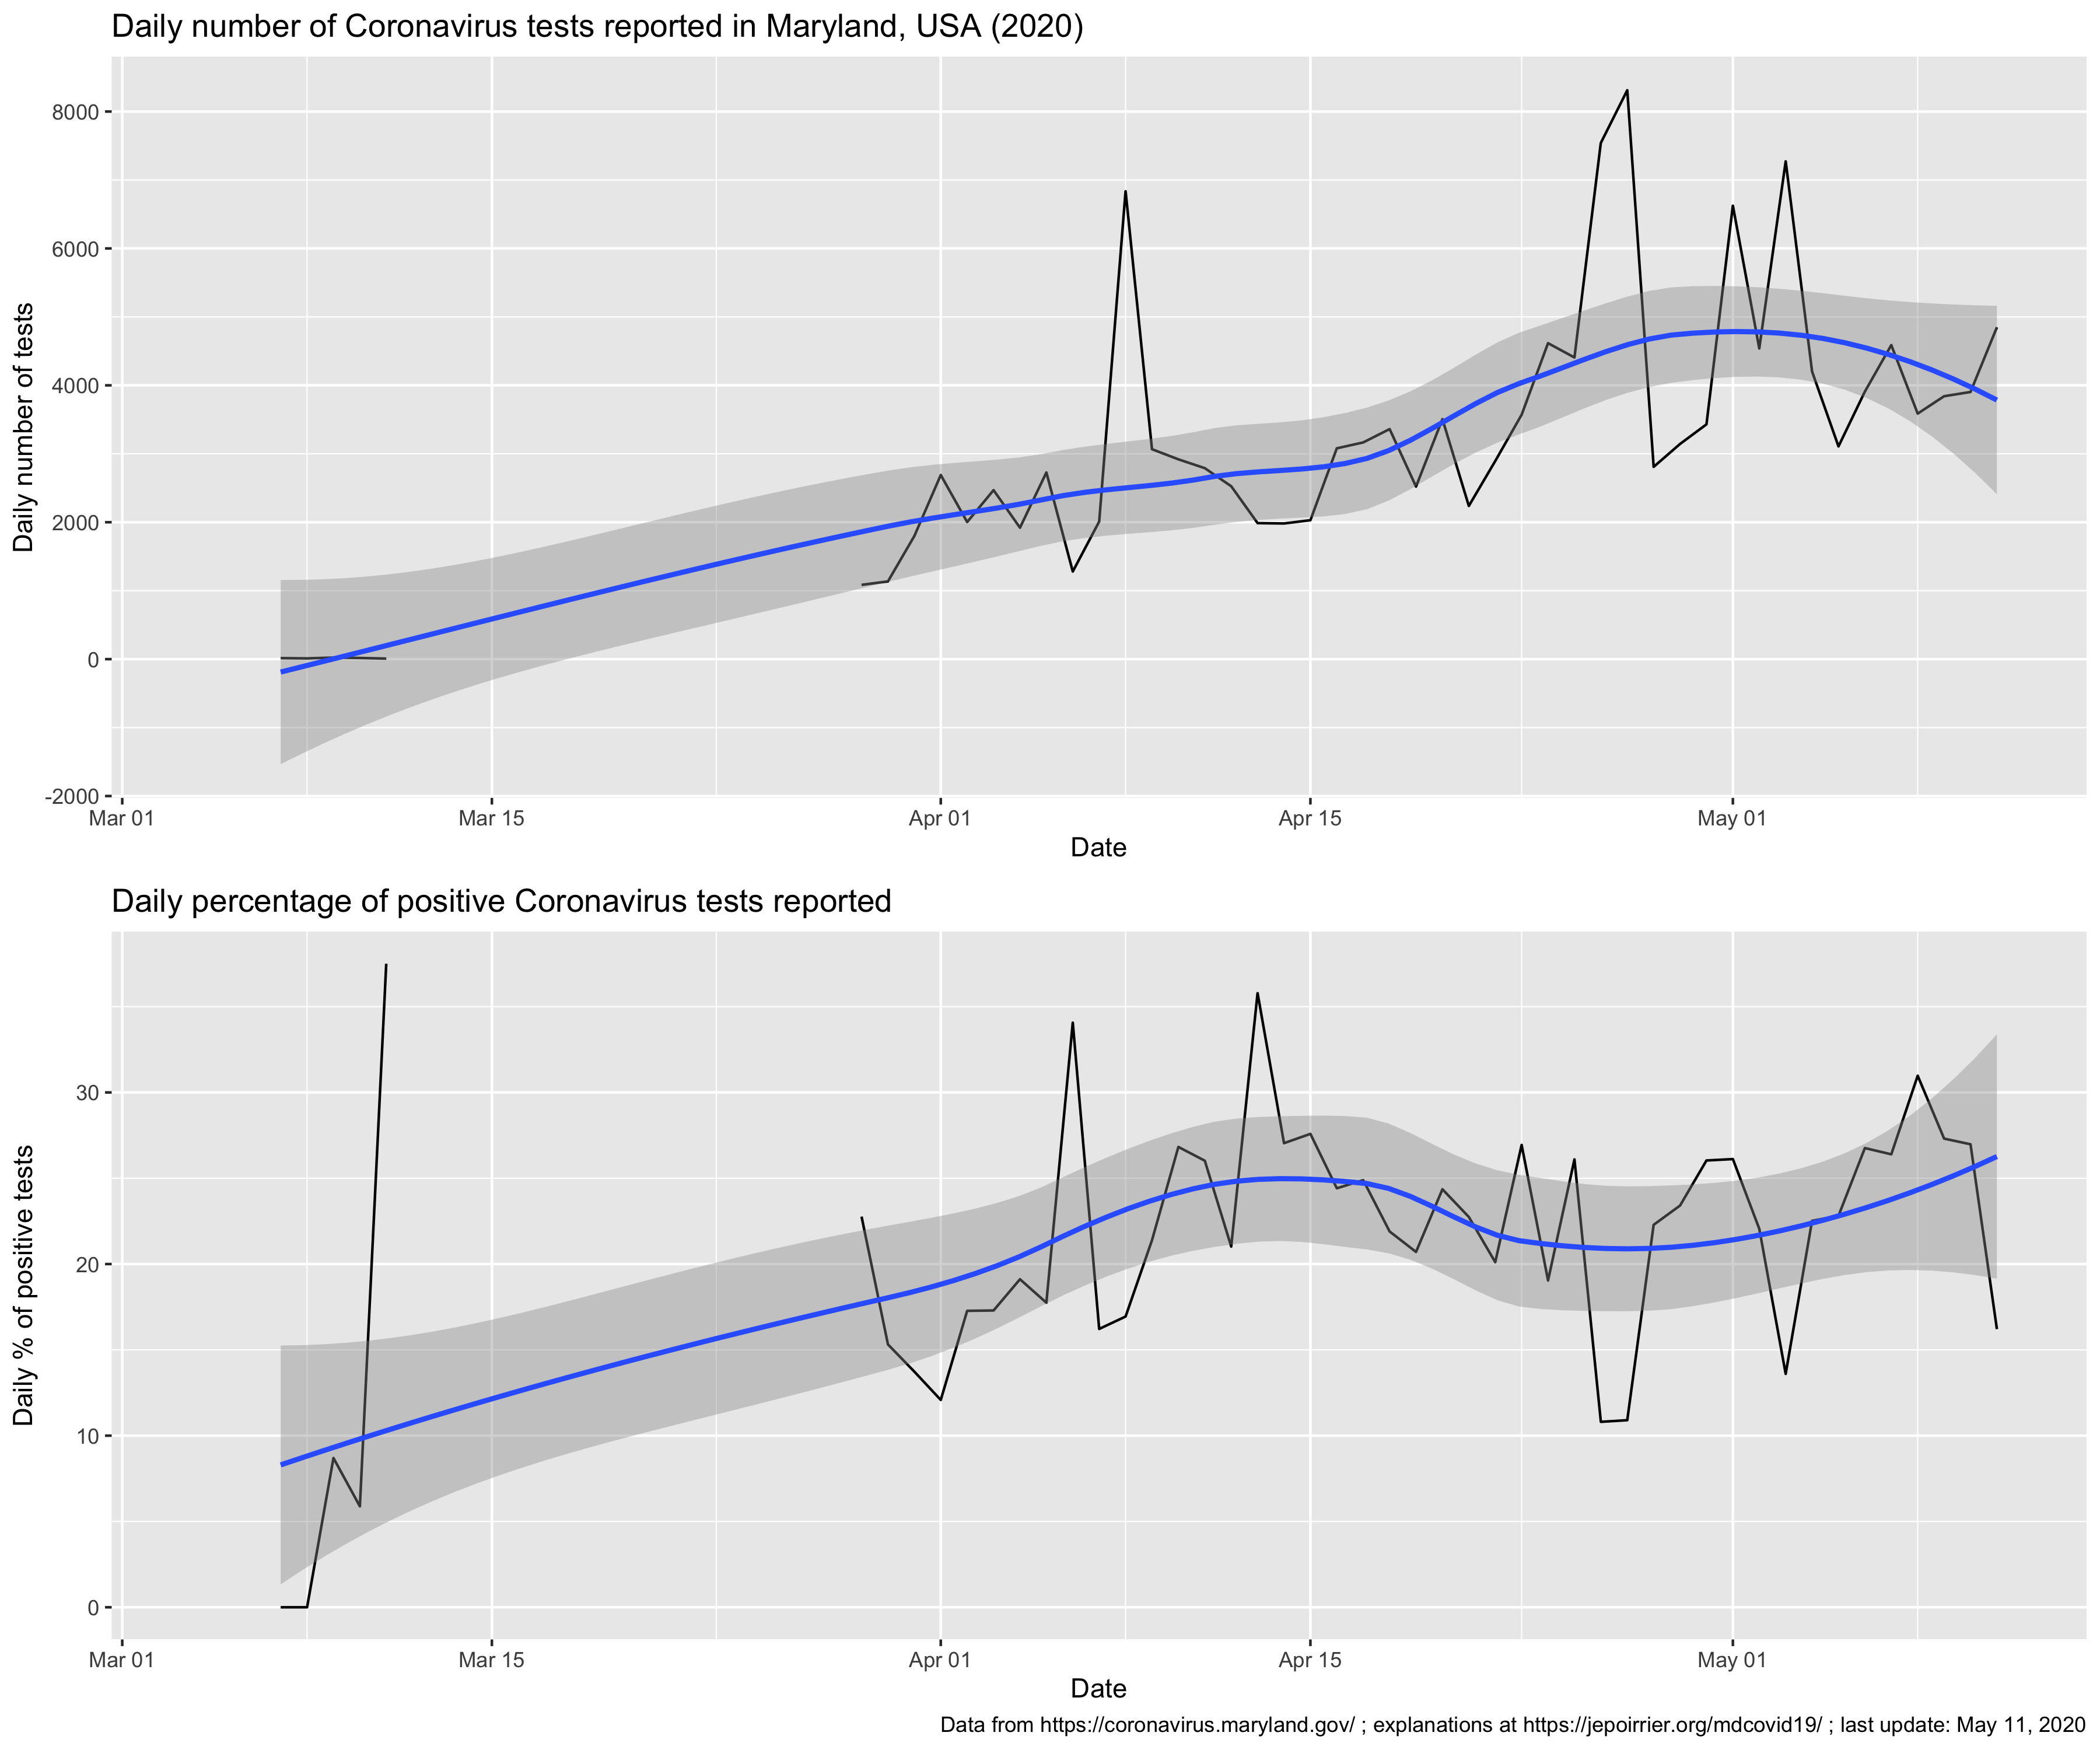 Daily number of Coronavirus tests reported in Maryland, USA (2020)
Daily number of tests
8000
6000
4000
2000
0
-2000
Mar 01 Mar 15 Apr 01 Apr 15 May 01
Date
Daily percentage of positive Coronavirus tests reported
Daily % of positive tests
30
20
10
0
Mar 01 Mar 15 Apr 01 Apr 15 May 01
Date
Data from https://coronavirus.maryland.gov/ ; explanations at https://jepoirrier.org/mdcovid19/ ; last update: May 11, 2020